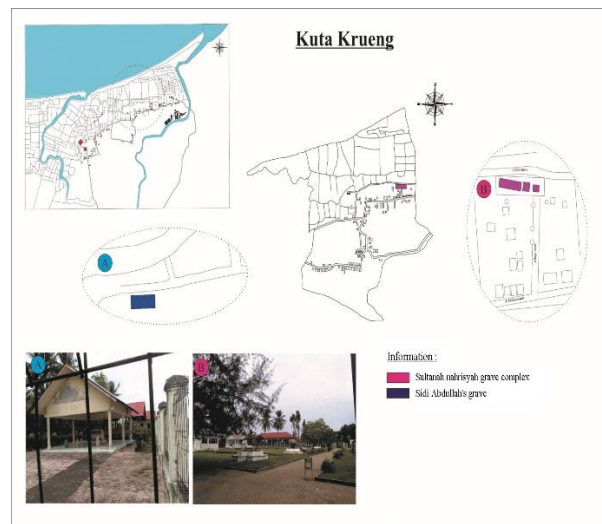 Kuta Krueng
B
A
A
B
Information :
Sultanah nahrisyah grave complex
Sidi Abdullah's grave